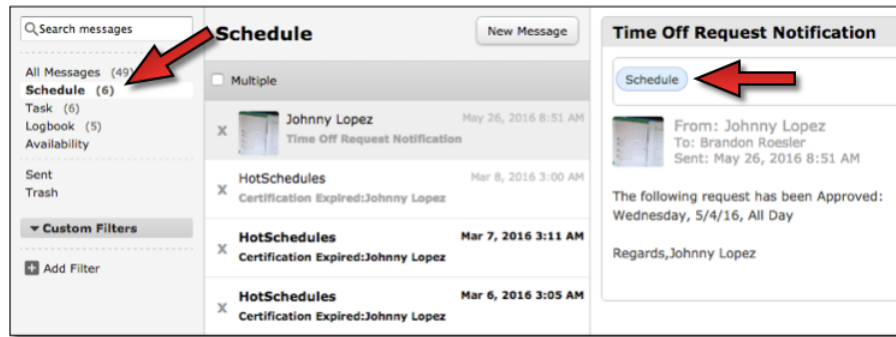 Search messages
All Messages (49)
Schedule (6)
Task (6)
Logbook (5)
Availability
Sent
Trash
Custom Filters
Add Filter
Schedule
New Message
Multiple
X
Johnny Lopez
May 26, 2016 8:51 AM
Time Off Request Notification
X
HotSchedules
Mar 8, 2016 3:00 AM
Certification Expired:Johnny Lopez
X
HotSchedules
Mar 7, 2016 3:11 AM
Certification Expired:Johnny Lopez
X
HotSchedules
Mar 6, 2016 3:05 AM
Certification Expired:Johnny Lopez
Time Off Request Notification
Schedule
From: Johnny Lopez
To: Brandon Roesler
Sent: May 26, 2016 8:51 AM
The following request has been Approved:
Wednesday, 5/4/16, All Day
Regards,Johnny Lopez